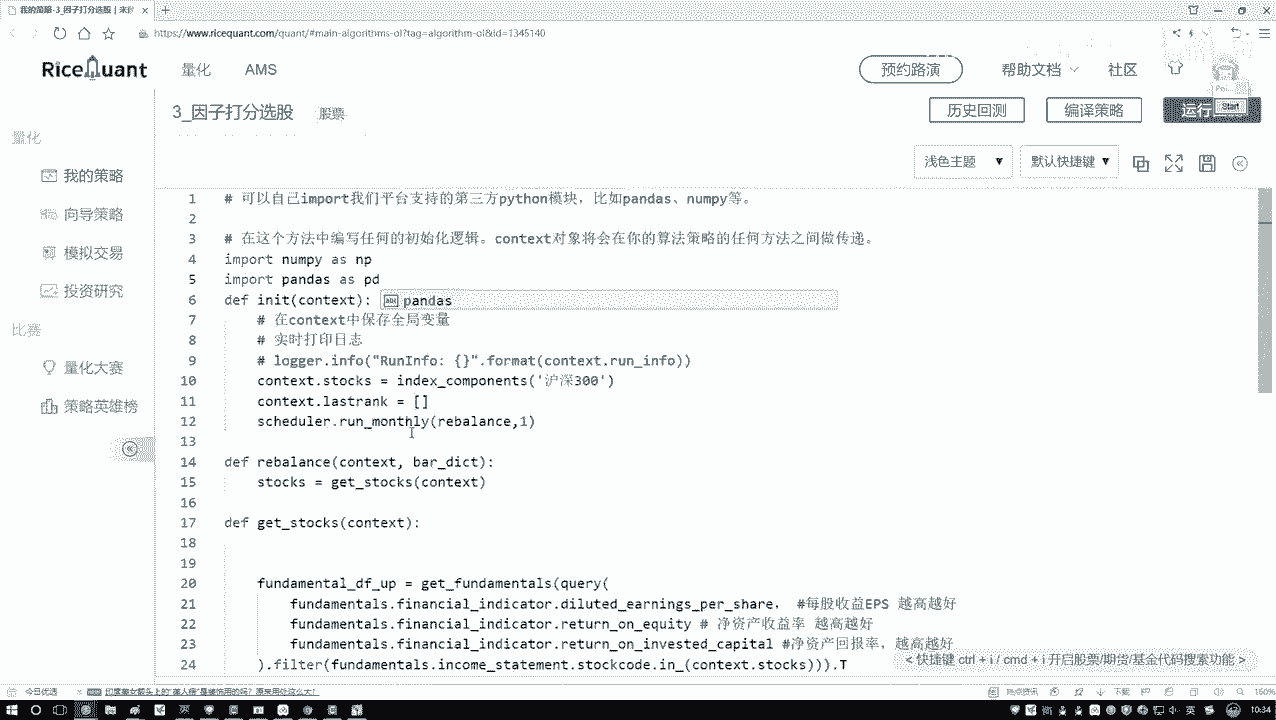 我的策略-3_因子打分选股 | 来
https://www.ricequant.com/quant/#main-algorithms-ol?tag=algorithm-ol&id=1345140
RiceQuant 量化 AMS 预约路演 帮助文档 社区
3_因子打分选股 股票 历史回测 编译策略 运行 Start
浅色主题 ▼ 默认快捷键 ▼
量化
我的策略
向导策略
模拟交易
投资研究
比赛
量化大赛
策略英雄榜
1 # 可以自己import我们平台支持的第三方python模块，比如pandas、numpy等。
2
3 # 在这个方法中编写任何的初始化逻辑。context对象将会在你的算法策略的任何方法之间做传递。
4 import numpy as np
5 import pandas as pd
6 def init(context): pandas
7 # 在context中保存全局变量
8 # 实时打印日志
9 # logger.info("RunInfo: {}".format(context.run_info))
10 context.stocks = index_components('沪深300')
11 context.lastrank = []
12 scheduler.run_monthly(rebalance,1)
13
14 def rebalance(context, bar_dict):
15 stocks = get_stocks(context)
16
17 def get_stocks(context):
18
19
20 fundamental_df_up = get_fundamentals(query(
21 fundamentals.financial_indicator.diluted_earnings_per_share, #每股收益EPS 越高越好
22 fundamentals.financial_indicator.return_on_equity # 净资产收益率 越高越好
23 fundamentals.financial_indicator.return_on_invested_capital #净资产回报率，越高越好
24 ).filter(fundamentals.income_statement.stockcode.in_(context.stocks))).T
< 快捷键 ctrl + i / cmd + i 开启股票/期货/基金代码搜索功能 >
今日优选 热点资讯 下载 160%
英 10:34